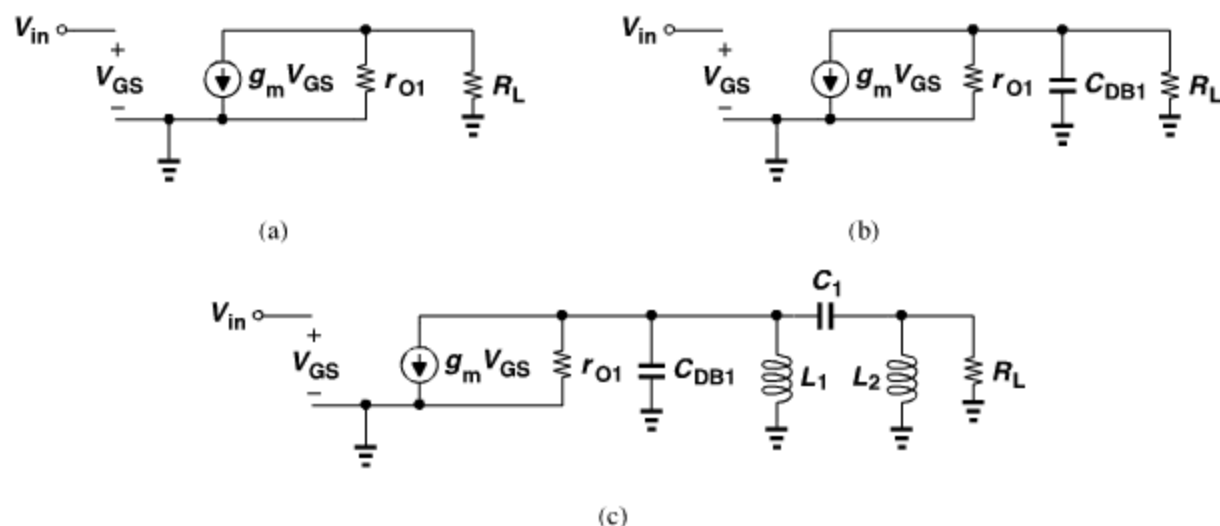 V_in + V_GS − g_m V_GS r_O1 R_L
(a)
V_in + V_GS − g_m V_GS r_O1 C_DB1 R_L
(b)
C_1
V_in + V_GS − g_m V_GS r_O1 C_DB1 L_1 L_2 R_L
(c)